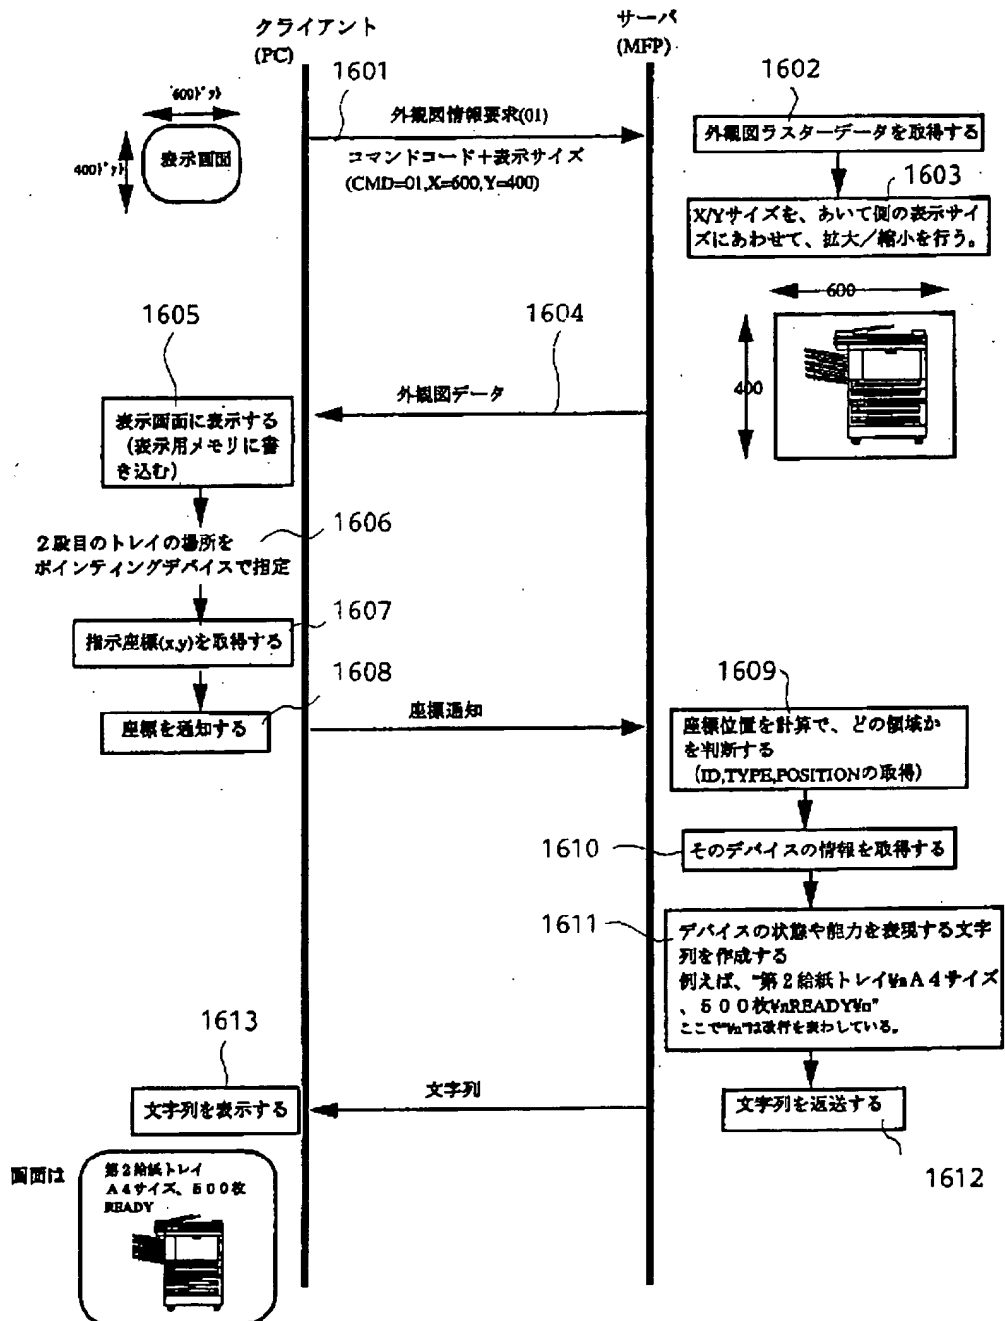 クライアント
(PC)
サーバ
(MFP)
1601
1602
600ドット
400ドット
表示画面
外観図情報要求(01)
コマンドコード+表示サイズ
(CMD=01,X=600,Y=400)
外観図ラスターデータを取得する
1603
X/Yサイズを、あいて側の表示サイ
ズにあわせて、拡大/縮小を行う。
600
400
1605
1604
外観図データ
表示画面に表示する
(表示用メモリに書
き込む)
1606
2段目のトレイの場所を
ポインティングデバイスで指定
1607
指示座標(x,y)を取得する
1608
座標を通知する
座標通知
1609
座標位置を計算で、どの領域か
を判断する
(ID,TYPE,POSITIONの取得)
1610
そのデバイスの情報を取得する
1611
デバイスの状態や能力を表現する文字
列を作成する
例えば、"第2給紙トレイ¥nA4サイズ
、500枚¥nREADY¥n"
ここで"¥n"は改行を表わしている。
1613
文字列
文字列を表示する
文字列を返送する
1612
画面は
第2給紙トレイ
A4サイズ、500枚
READY